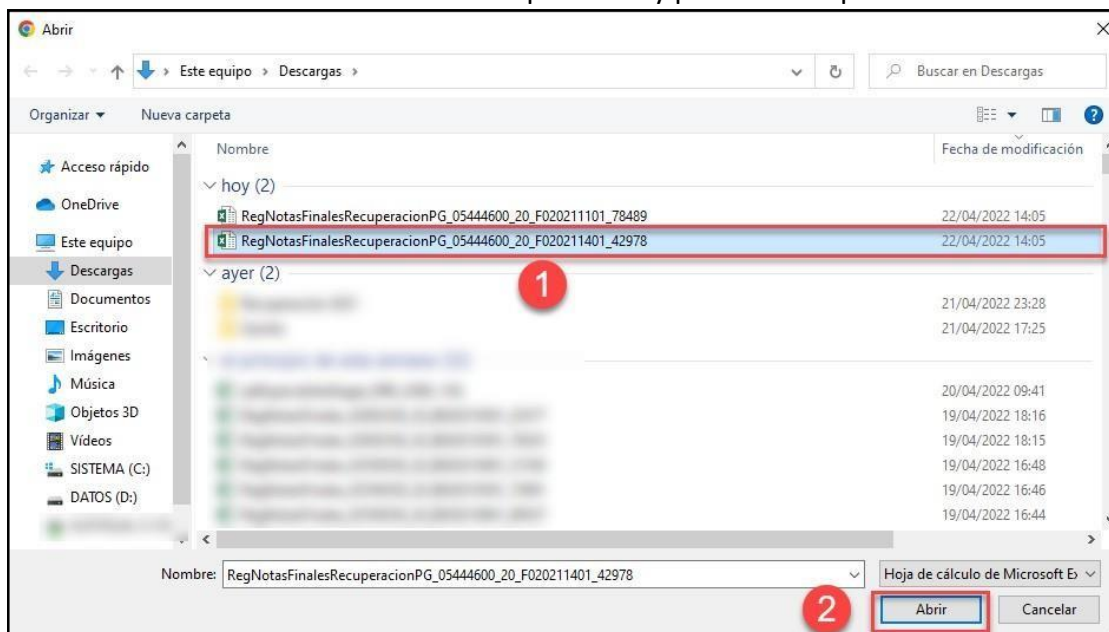 Abrir
Este equipo > Descargas >
Buscar en Descargas
Organizar
Nueva carpeta
Nombre
Fecha de modificación
Acceso rápido
OneDrive
Este equipo
Descargas
Documentos
Escritorio
Imágenes
Música
Objetos 3D
Vídeos
SISTEMA (C:)
DATOS (D:)
hoy (2)
RegNotasFinalesRecuperacionPG_05444600_20_F020211101_78489 22/04/2022 14:05
RegNotasFinalesRecuperacionPG_05444600_20_F020211401_42978 22/04/2022 14:05
1
ayer (2)
21/04/2022 23:28
21/04/2022 17:25
20/04/2022 09:41
19/04/2022 18:16
19/04/2022 18:15
19/04/2022 16:48
19/04/2022 16:46
19/04/2022 16:44
Nombre: RegNotasFinalesRecuperacionPG_05444600_20_F020211401_42978
Hoja de cálculo de Microsoft Ex
2
Abrir
Cancelar